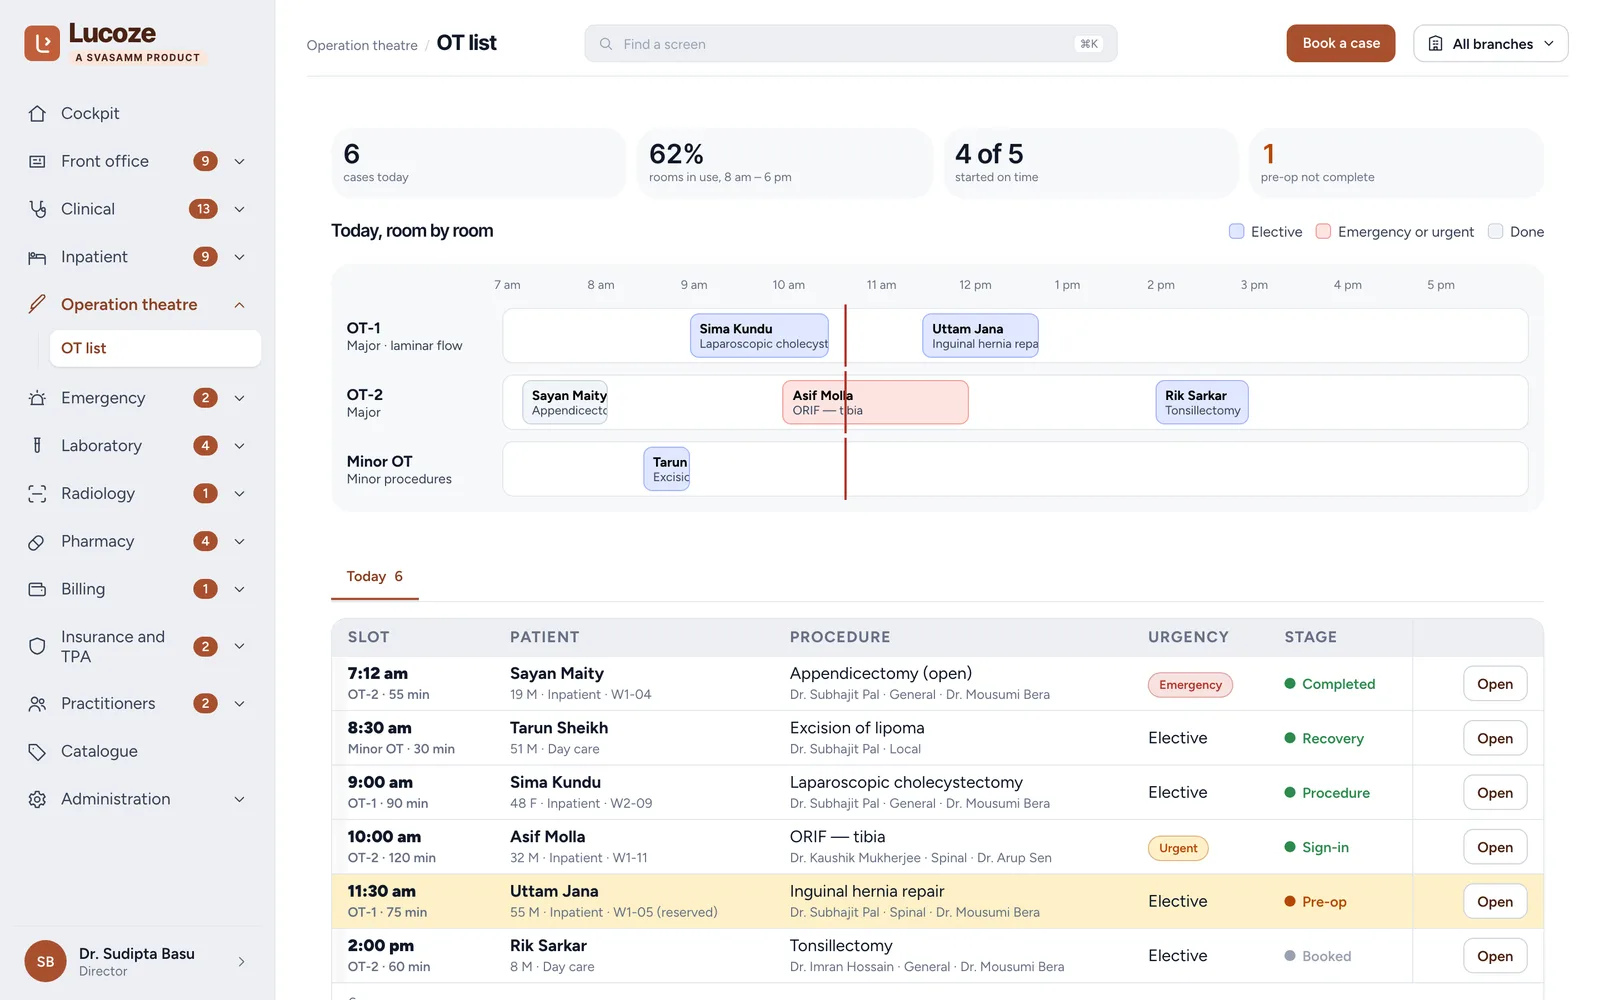 Lucoze
A SVASAMM PRODUCT
Operation theatre / OT list
Find a screen
⌘K
Book a case
All branches
Cockpit
Front office 9
Clinical 13
Inpatient 9
Operation theatre
OT list
Emergency 2
Laboratory 4
Radiology 1
Pharmacy 4
Billing 1
Insurance and
TPA 2
Practitioners 2
Catalogue
Administration
SB
Dr. Sudipta Basu
Director
6
cases today
62%
rooms in use, 8 am – 6 pm
4 of 5
started on time
1
pre-op not complete
Today, room by room
Elective Emergency or urgent Done
7 am 8 am 9 am 10 am 11 am 12 pm 1 pm 2 pm 3 pm 4 pm 5 pm
OT-1
Major · laminar flow
Sima Kundu
Laparoscopic cholecyst
Uttam Jana
Inguinal hernia repa
OT-2
Major
Sayan Maity
Appendicecto
Asif Molla
ORIF — tibia
Rik Sarkar
Tonsillectomy
Minor OT
Minor procedures
Tarun
Excisic
Today 6
SLOT PATIENT PROCEDURE URGENCY STAGE
7:12 am Sayan Maity Appendicectomy (open)
OT-2 · 55 min 19 M · Inpatient · W1-04 Dr. Subhajit Pal · General · Dr. Mousumi Bera
Emergency Completed Open
8:30 am Tarun Sheikh Excision of lipoma
Minor OT · 30 min 51 M · Day care Dr. Subhajit Pal · Local
Elective Recovery Open
9:00 am Sima Kundu Laparoscopic cholecystectomy
OT-1 · 90 min 48 F · Inpatient · W2-09 Dr. Subhajit Pal · General · Dr. Mousumi Bera
Elective Procedure Open
10:00 am Asif Molla ORIF — tibia
OT-2 · 120 min 32 M · Inpatient · W1-11 Dr. Kaushik Mukherjee · Spinal · Dr. Arup Sen
Urgent Sign-in Open
11:30 am Uttam Jana Inguinal hernia repair
OT-1 · 75 min 55 M · Inpatient · W1-05 (reserved) Dr. Subhajit Pal · Spinal · Dr. Mousumi Bera
Elective Pre-op Open
2:00 pm Rik Sarkar Tonsillectomy
OT-2 · 60 min 8 M · Day care Dr. Imran Hossain · General · Dr. Mousumi Bera
Elective Booked Open